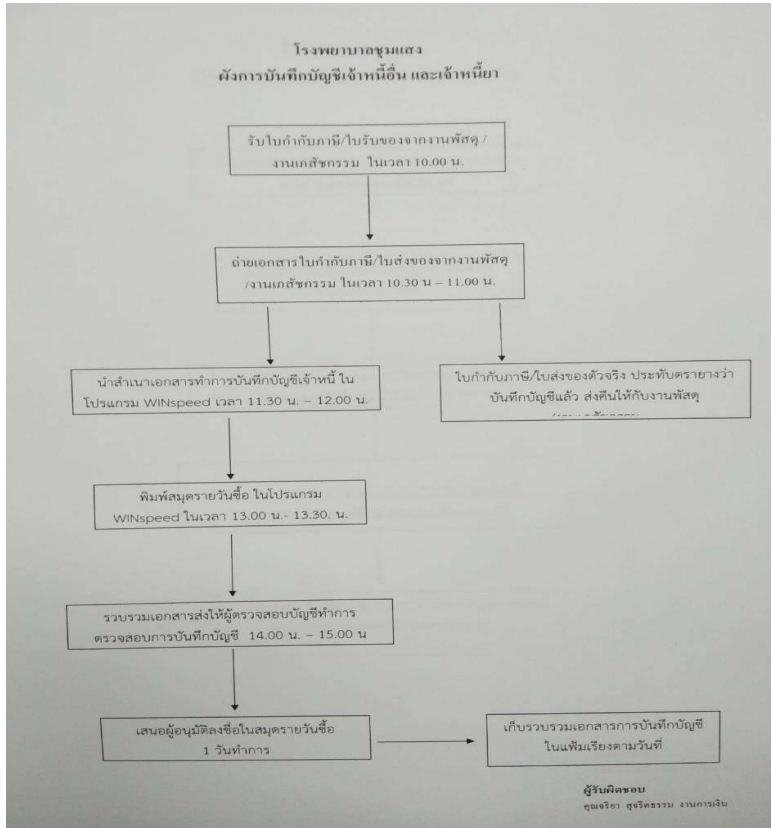 โรงพยาบาลชุมแสง
ผังการบันทึกบัญชีเจ้าหนี้อื่น และเจ้าหนี้ยา
รับใบกำกับภาษี/ใบรับของจากงานพัสดุ /
งานเภสัชกรรม ในเวลา 10.00 น.
ถ่ายเอกสารใบกำกับภาษี/ใบส่งของจากงานพัสดุ
/งานเภสัชกรรม ในเวลา 10.30 น – 11.00 น.
นำสำเนาเอกสารทำการบันทึกบัญชีเจ้าหนี้ ใน
โปรแกรม WINspeed เวลา 11.30 น. – 12.00 น.
ใบกำกับภาษี/ใบส่งของตัวจริง ประทับตรายางว่า
บันทึกบัญชีแล้ว ส่งคืนให้กับงานพัสดุ
พิมพ์สมุดรายวันซื้อ ในโปรแกรม
WINspeed ในเวลา 13.00 น.- 13.30. น.
รวบรวมเอกสารส่งให้ผู้ตรวจสอบบัญชีทำการ
ตรวจสอบการบันทึกบัญชี 14.00 น. – 15.00 น
เสนอผู้อนุมัติลงชื่อในสมุดรายวันซื้อ
1 วันทำการ
เก็บรวบรวมเอกสารการบันทึกบัญชี
ในแฟ้มเรียงตามวันที่
ผู้รับผิดชอบ
คุณจริยา สุจริตธรรม งานการเงิน